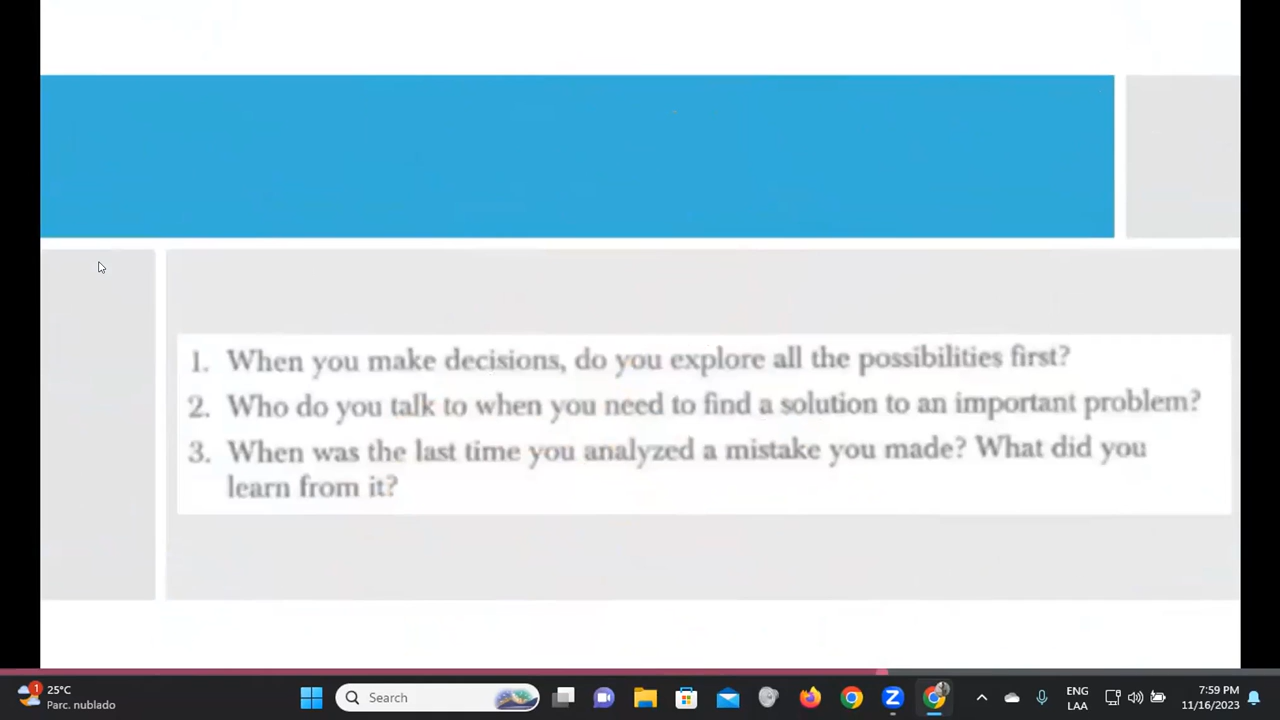 1. When you make decisions, do you explore all the possibilities first?
2. Who do you talk to when you need to find a solution to an important problem?
3. When was the last time you analyzed a mistake you made? What did you
learn from it?
1
25°C
Parc. nublado
Search
ENG
LAA
7:59 PM
11/16/2023